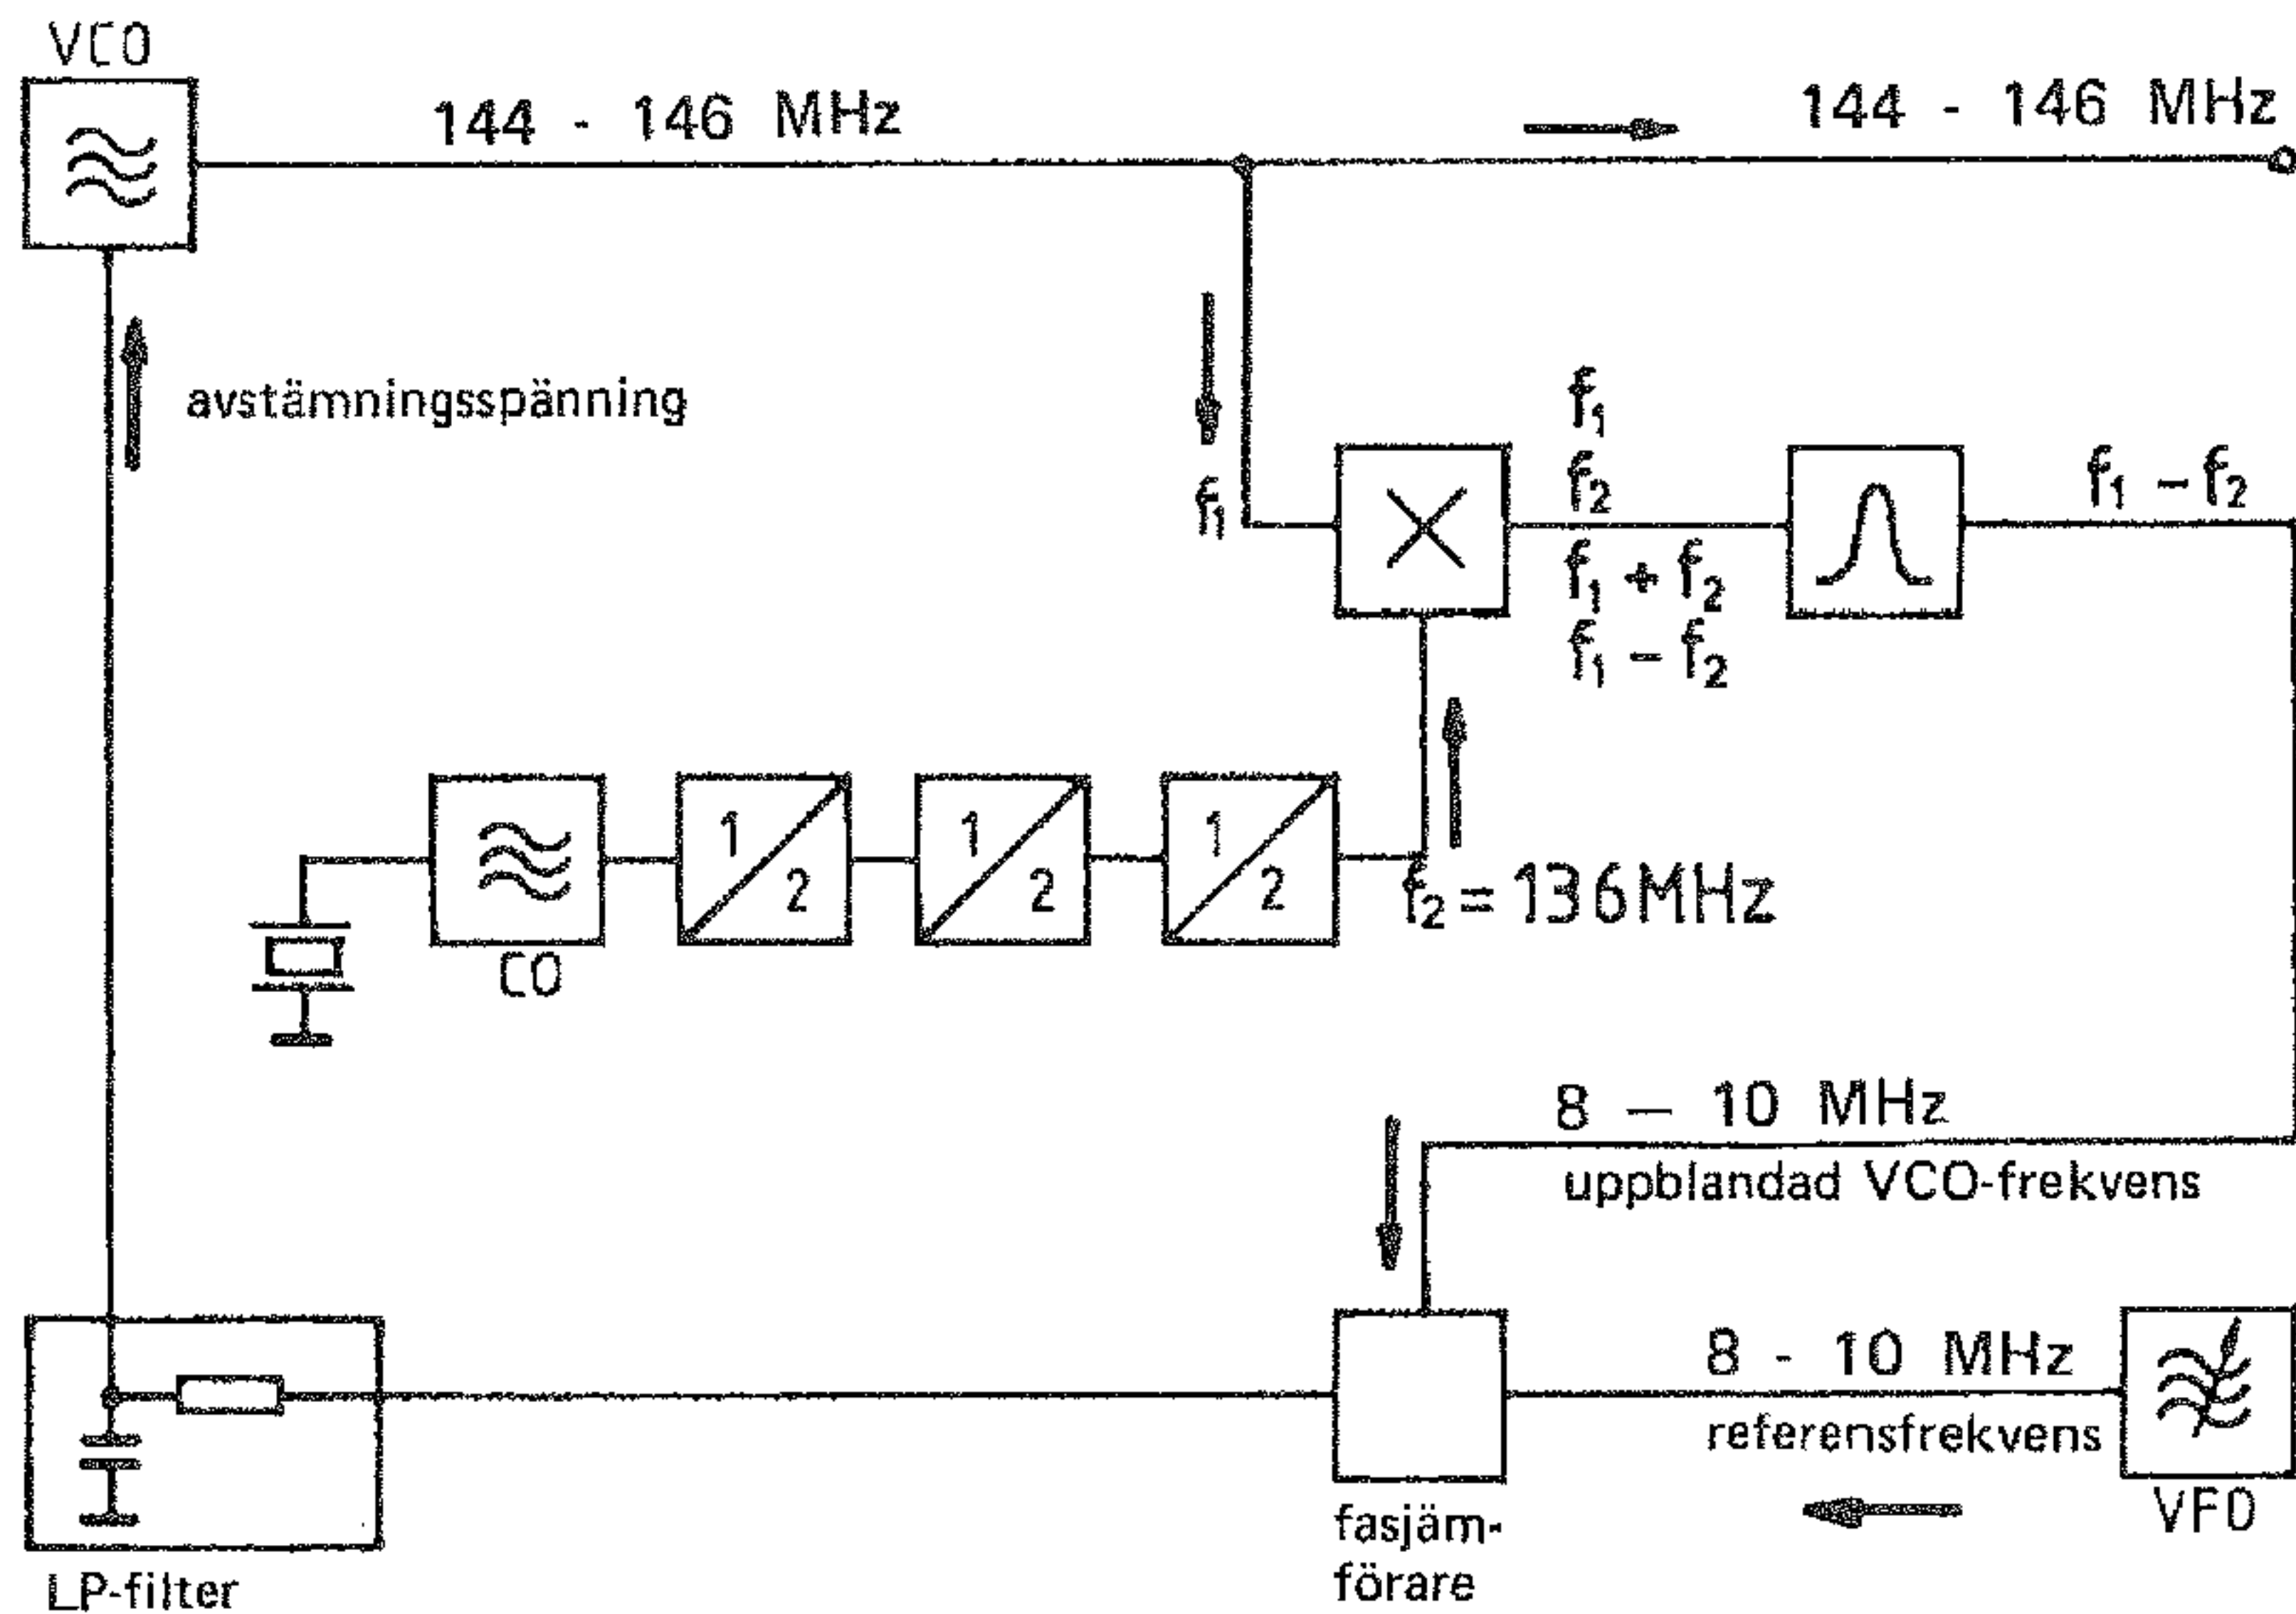 VCO
144 - 146 MHz
144 - 146 MHz
avstämningsspänning
f1
f1
f2
f1 + f2
f1 - f2
f1 - f2
1
2
1
2
1
2
CO
f2 = 136MHz
8 — 10 MHz
uppblandad VCO-frekvens
8 - 10 MHz
referensfrekvens
VFO
fasjäm-
förare
LP-filter